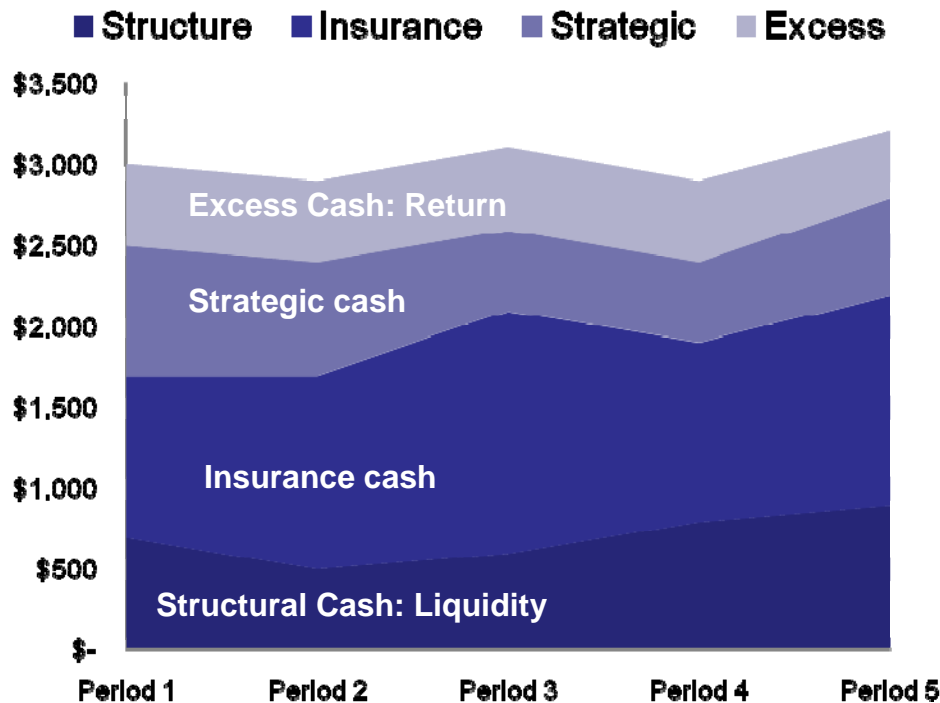 Structure Insurance Strategic Excess
$3,500
$3,000
$2,500
$2,000
$1,500
$1,000
$500
$-
Excess Cash: Return
Strategic cash
Insurance cash
Structural Cash: Liquidity
Period 1 Period 2 Period 3 Period 4 Period 5